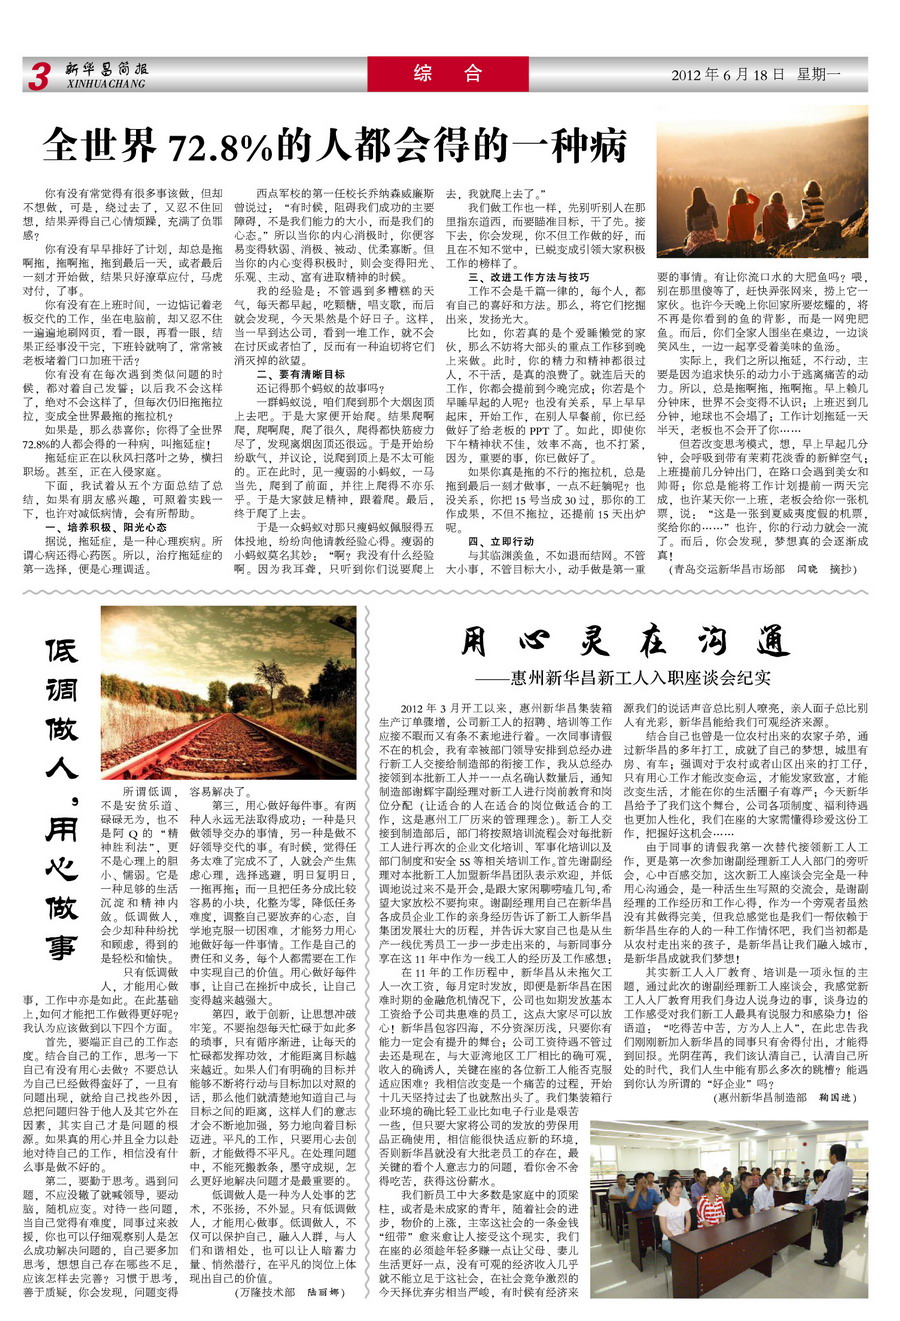 3
新华昌简报
XINHUACHANG
综 合
2012 年 6 月 18 日 星期一
全世界 72.8%的人都会得的一种病
你有没有常觉得有很多事该做，但却
不想做，可是，绕过去了，又忍不住回
想，结果弄得自己心情烦躁，充满了负罪
感？
你有没有早早排好了计划，却总是拖
啊拖，拖啊拖，拖到最后一天，或者最后
一刻才开始做，结果只好潦草应付，马虎
对付，了事。
你有没有在上班时间，一边惦记着老
板交代的工作，坐在电脑前，却又忍不住
一遍遍地刷网页，看一眼，再看一眼，结
果正经事没干完，下班铃就响了，常常被
老板堵着门口加班干活？
你有没有在每次遇到类似问题的时
候，都对着自己发誓：以后我不会这样
了，绝对不会这样了，但每次仍旧拖拖拉
拉，变成全世界最拖的拖拉机？
如果是，那么恭喜你：你得了全世界
72.8%的人都会得的一种病，叫拖延症！
拖延症正在以秋风扫落叶之势，横扫
职场。甚至，正在入侵家庭。
下面，我试着从五个方面总结了总
结，如果有朋友感兴趣，可照着实践一
下，也许对减低病情，会有所帮助。
一、培养积极、阳光心态
据说，拖延症，是一种心理疾病。所
谓心病还得心药医。所以，治疗拖延症的
第一选择，便是心理调适。
西点军校的第一任校长乔纳森威廉斯
曾说过：“有时候，阻碍我们成功的主要
障碍，不是我们能力的大小，而是我们的
心态。”所以当你的内心消极时，你便容
易变得软弱、消极、被动、优柔寡断。但
当你的内心变得积极时，则会变得阳光、
乐观、主动、富有进取精神的时候。
我的经验是：不管遇到多糟糕的天
气，每天都早起，吃颗糖，唱支歌，而后
就会发现，今天果然是个好日子。这样，
当一早到达公司，看到一堆工作，就不会
在讨厌或者怕了，反而有一种迫切将它们
消灭掉的欲望。
二、要有清晰目标
还记得那个蚂蚁的故事吗？
一群蚂蚁说，咱们爬到那个大烟囱顶
上去吧。于是大家便开始爬。结果爬啊
爬，爬啊爬，爬了很久，爬得都快筋疲力
尽了，发现离烟囱顶还很远。于是开始纷
纷歇气，并议论，说爬到顶上是不太可能
的。正在此时，见一瘦弱的小蚂蚁，一马
当先，爬到了前面，并往上爬得不亦乐
乎。于是大家鼓足精神，跟着爬。最后，
终于爬了上去。
于是一众蚂蚁对那只瘦蚂蚁佩服得五
体投地，纷纷向他请教经验心得。瘦弱的
小蚂蚁莫名其妙：“啊？我没有什么经验
啊。因为我耳聋，只听到你们说要爬上
去，我就爬上去了。”
我们做工作也一样，先别听别人在那
里指东道西，而要瞄准目标，干了先。接
下去，你会发现，你不但工作做的好，而
且在不知不觉中，已蜕变成引领大家积极
工作的榜样了。
三、改进工作方法与技巧
工作不会是千篇一律的，每个人，都
有自己的喜好和方法。那么，将它们挖掘
出来，发扬光大。
比如，你若真的是个爱睡懒觉的家
伙，那么不妨将大部头的重点工作移到晚
上来做。此时，你的精力和精神都很过
人，不干活，是真的浪费了。就连后天的
工作，你都会提前到今晚完成；你若是个
早睡早起的人呢？也没有关系，早上早早
起床，开始工作，在别人早餐前，你已经
做好了给老板的 PPT 了。如此，即使你
下午精神状不佳，效率不高，也不打紧，
因为，重要的事，你已做好了。
如果你真是拖的不行的拖拉机，总是
拖到最后一刻才做事，一点不赶躺呢？也
没关系，你把 15 号当成 30 过，那你的工
作成果，不但不拖拉，还提前 15 天出炉
呢。
四、立即行动
与其临渊羡鱼，不如退而结网。不管
大小事，不管目标大小，动手做是第一重
要的事情。有让你流口水的大肥鱼吗？喂，
别在那里傻等了，赶快弄张网来，捞上它一
家伙。也许今天晚上你回家所要炫耀的，将
不再是你看到的鱼的背影，而是一网兜肥
鱼。而后，你们全家人围坐在桌边，一边谈
笑风生，一边一起享受着美味的鱼汤。
实际上，我们之所以拖延，不行动，主
要是因为追求快乐的动力小于逃离痛苦的动
力。所以，总是拖啊拖，拖啊拖。早上赖几
分钟床，世界不会变得不认识；上班迟到几
分钟，地球也不会塌了；工作计划拖延一天
半天，老板也不会开了你……
但若改变思考模式，想，早上早起几分
钟，会呼吸到带有茉莉花淡香的新鲜空气；
上班提前几分钟出门，在路口会遇到美女和
帅哥；你总是能将工作计划提前一两天完
成，也许某天你一上班，老板会给你一张机
票，说：“这是一张到夏威夷度假的机票，
奖给你的……”也许，你的行动力就会一流
了。而后，你会发现，梦想真的会逐渐成
真！
（青岛交运新华昌市场部 闫晓 摘抄）
低调做人，用心做事
所谓低调，
不是安贫乐道、
碌碌无为，也不
是阿 Q 的“精
神胜利法”，更
不是心理上的胆
小、懦弱。它是
一种足够的生活
沉淀和精神内
敛。低调做人，
会少却种种纷扰
和顾虑，得到的
是轻松和愉快。
只有低调做
人，才能用心做
事，工作中亦是如此。在此基础
上，如何才能把工作做得更好呢？
我认为应该做到以下四个方面。
首先，要端正自己的工作态
度。结合自己的工作，思考一下
自己有没有用心去做？不要总认
为自己已经做得蛮好了，一旦有
问题出现，就给自己找些外因，
总把问题归咎于他人及其它外在
因素，其实自己才是问题的根
源。如果真的用心并且全力以赴
地对待自己的工作，相信没有什
么事是做不好的。
第二，要勤于思考。遇到问
题，不应没辙了就喊领导，要动
脑，随机应变。对待一些问题，
当自己觉得有难度，同事过来救
援，你也可以仔细观察别人是怎
么成功解决问题的，自己要多加
思考，想想自己存在哪些不足，
应该怎样去完善？习惯于思考，
善于质疑，你会发现，问题变得
容易解决了。
第三，用心做好每件事。有两
种人永远无法取得成功：一种是只
做领导交办的事情，另一种是做不
好领导交代的事。有时候，觉得任
务太难了完成不了，人就会产生焦
虑心理，选择逃避，明日复明日，
一拖再拖；而一旦把任务分成比较
容易的小块，化整为零，降低任务
难度，调整自己要放弃的心态，自
学地克服一切困难，才能努力用心
地做好每一件事情。工作是自己的
责任和义务，每个人都需要在工作
中实现自己的价值。用心做好每件
事，让自己在挫折中成长，让自己
变得越来越强大。
第四，敢于创新，让思想冲破
牢笼。不要抱怨每天忙碌于如此多
的琐事，只有循序渐进，让每天的
忙碌都发挥功效，才能距离目标越
来越近。如果人们有明确的目标并
能够不断将行动与目标加以对照的
话，那么他们就清楚地知道自己与
目标之间的距离，这样人们的意志
才会不断地加强，努力地向着目标
迈进。平凡的工作，只要用心去创
新，才能做得不平凡。在处理问题
中，不能死搬教条，墨守成规，怎
么更好地解决问题才是最重要的。
低调做人是一种为人处事的艺
术，不张扬，不外显。只有低调做
人，才能用心做事。低调做人，不
仅可以保护自己，融入人群，与人
们和谐相处，也可以让人暗蓄力
量、悄然潜行，在平凡的岗位上体
现出自己的价值。
（万隆技术部 陆丽娜）
用心灵在沟通
——惠州新华昌新工人入职座谈会纪实
2012 年 3 月开工以来，惠州新华昌集装箱
生产订单骤增，公司新工人的招聘、培训等工作
应接不暇而又有条不紊地进行着。一次同事请假
不在的机会，我有幸被部门领导安排到总经办进
行新工人交接给制造部的衔接工作，我从总经办
接领到本批新工人并一一点名确认数量后，通知
制造部谢辉宇副经理对新工人进行岗前教育和岗
位分配（让适合的人在适合的岗位做适合的工
作，这是惠州工厂历来的管理理念）。新工人交
接到制造部后，部门将按照培训流程会对每批新
工人进行再次的企业文化培训、军事化培训以及
部门制度和安全 5S 等相关培训工作。首先谢副经
理对本批新工人加盟新华昌团队表示欢迎，并低
调地说过来不是开会，是跟大家闲聊唠嗑几句，希
望大家放松不要拘束。谢副经理用自己在新华昌
各成员企业工作的亲身经历告诉了新工人新华昌
集团发展壮大的历程，并告诉大家自己也是从生
产一线优秀员工一步一步走出来的，与新同事分
享在这 11 年中作为一线工人的经历及工作感想：
在 11 年的工作历程中，新华昌从未拖欠工
人一次工资，每月定时发放，即便是新华昌在困
难时期的金融危机情况下，公司也如期发放基本
工资给予公司共患难的员工，这点大家尽可以放
心！新华昌包容四海，不分资深历浅，只要你有
能力一定会有提升的舞台；公司工资待遇不管过
去还是现在，与大亚湾地区工厂相比的确可观，
收入的确诱人，关键在座的各位新工人能否克服
适应困难？我相信改变是一个痛苦的过程，开始
十几天坚持过去了也就熬出头了。我们集装箱行
业环境的确比轻工业比如电子行业是艰苦
一些，但只要大家将公司的发放的劳保用
品正确使用，相信能很快适应新的环境，
否则新华昌就没有大批老员工的存在，最
关键的看个人意志力的问题，看你舍不舍
得吃苦，获得这份薪水。
我们新员工中大多数是家庭中的顶梁
柱，或者是未成家的青年，随着社会的进
步，物价的上涨，主宰这社会的一条金钱
“纽带”愈来愈让人接受这个现实，我们
在座的必须趁年轻多赚一点让父母、妻儿
生活更好一点，没有可观的经济收入几乎
就不能立足于这社会，在社会竞争激烈的
今天择优弃劣相当严峻，有时候有经济来
源我们的说话声音总比别人嘹亮，亲人面子总比别
人有光彩，新华昌能给我们可观经济来源。
结合自己也曾是一位农村出来的农家子弟，通
过新华昌的多年打工，成就了自己的梦想，城里有
房、有车；强调对于农村或者山区出来的打工仔，
只有用心工作才能改变命运，才能发家致富，才能
改变生活，才能在你的生活圈子有尊严；今天新华
昌给予了我们这个舞台，公司各项制度、福利待遇
也更加人性化，我们在座的大家需懂得珍爱这份工
作，把握好这机会……
由于同事的请假我第一次替代接领新工人工
作，更是第一次参加谢副经理新工人入部门的旁听
会，心中百感交加，这次新工人座谈会完全是一种
用心沟通会，是一种活生生写照的交流会，是谢副
经理的工作经历和工作心得，作为一个旁观者虽然
没有其做得完美，但我总感觉也是我们一帮依赖于
新华昌生存的人的一种工作情怀吧，我们当初都是
从农村走出来的孩子，是新华昌让我们融入城市，
是新华昌成就我们梦想！
其实新工人入厂教育、培训是一项永恒的主
题，通过此次的谢副经理新工人座谈会，我感觉新
工人入厂教育用我们身边人说身边的事，谈身边的
工作感受对我们新工人最具有说服力和感染力！俗
语道：“吃得苦中苦，方为人上人”，在此忠告我
们刚刚新加入新华昌的同事只有舍得付出，才能得
到回报。光阴荏苒，我们该认清自己，认清自己所
处的时代，我们人生中能有那么多次的跳槽？能遇
到你认为所谓的“好企业”吗？
（惠州新华昌制造部 鞠国进）